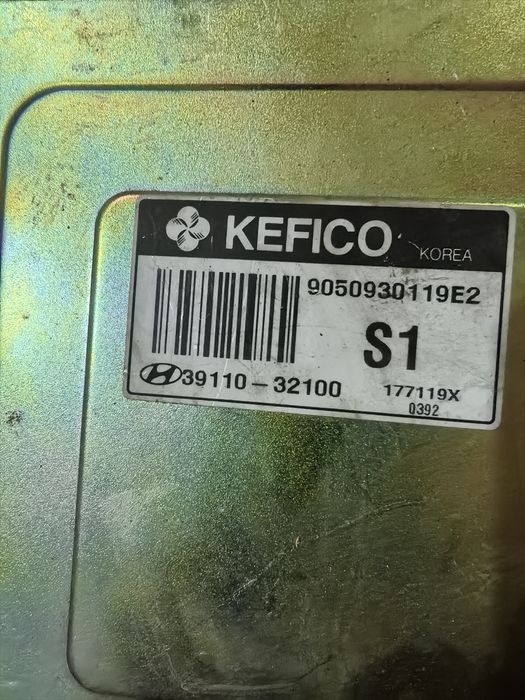 KEFICO KOREA
9050930119E2
S1
39110-32100
177119X
0392